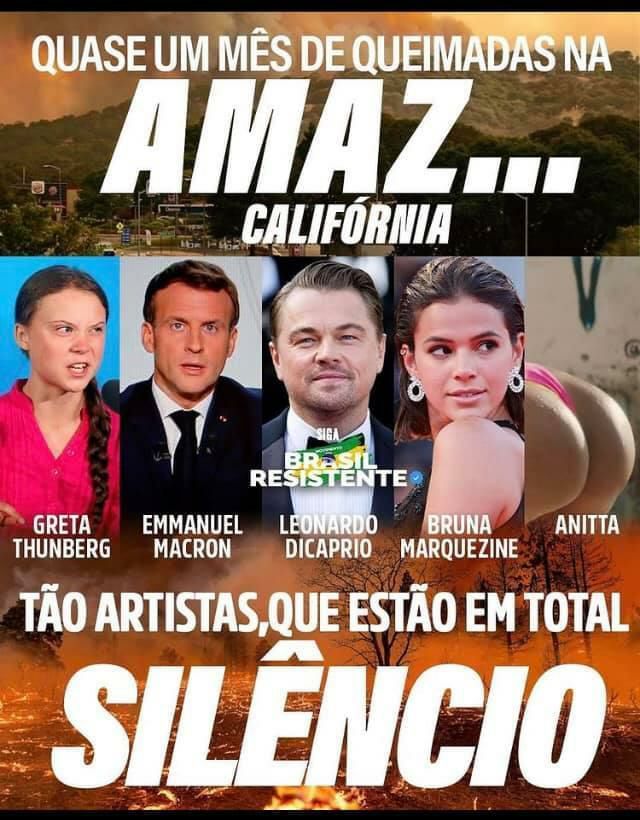 QUASE UM MÊS DE QUEIMADAS NA
AMAZ...
CALIFÓRNIA
SIGA
BRASIL
RESISTENTE
GRETA
THUNBERG
EMMANUEL
MACRON
LEONARDO
DICAPRIO
BRUNA
MARQUEZINE
ANITTA
TÃO ARTISTAS,QUE ESTÃO EM TOTAL
SILÊNCIO